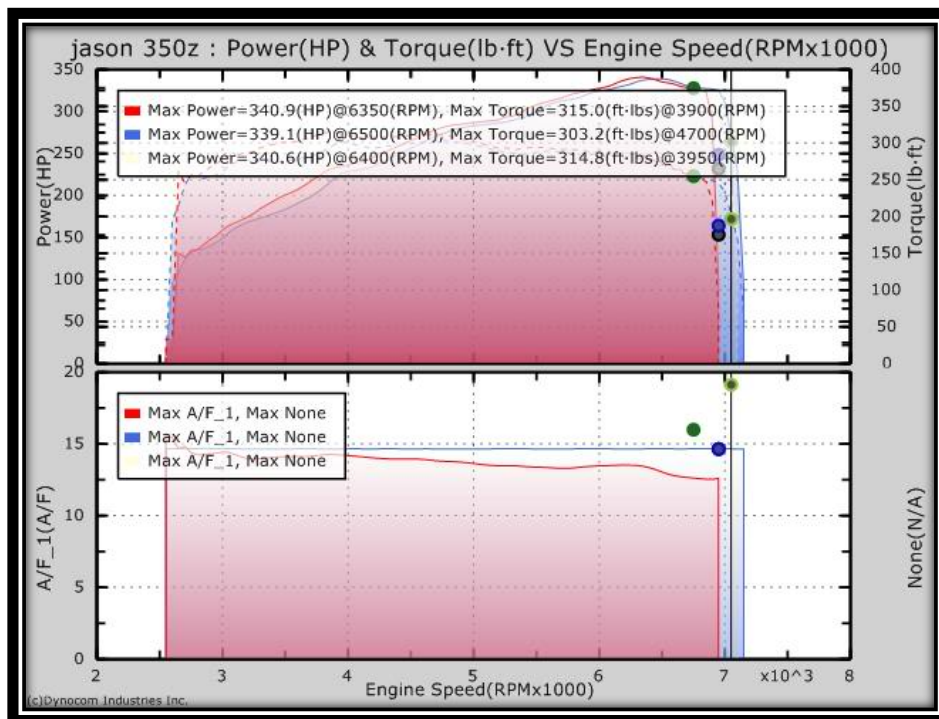 jason 350z : Power(HP) & Torque(lb·ft) VS Engine Speed(RPMx1000)
350
300
250
200
150
100
50
0
Power(HP)
Max Power=340.9(HP)@6350(RPM), Max Torque=315.0(ft·lbs)@3900(RPM)
Max Power=339.1(HP)@6500(RPM), Max Torque=303.2(ft·lbs)@4700(RPM)
Max Power=340.6(HP)@6400(RPM), Max Torque=314.8(ft·lbs)@3950(RPM)
400
350
300
250
200
150
100
50
0
Torque(lb·ft)
20
15
10
5
0
A/F_1(A/F)
Max A/F_1, Max None
Max A/F_1, Max None
Max A/F_1, Max None
None(N/A)
2 3 4 5 6 7 x10^3 8
Engine Speed(RPMx1000)
(c)Dynocom Industries Inc.